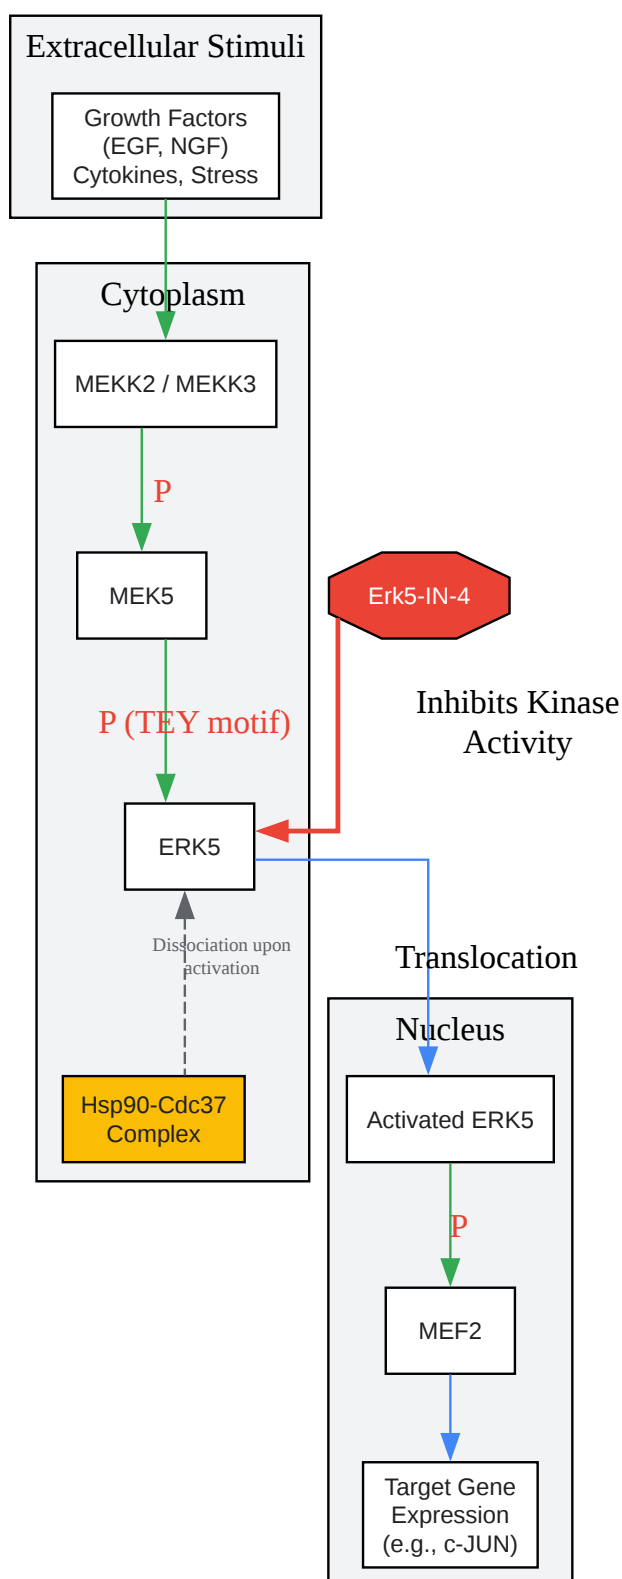 Extracellular Stimuli
Growth Factors
(EGF, NGF)
Cytokines, Stress
Cytoplasm
MEKK2 / MEKK3
P
MEK5
Erk5-IN-4
P (TEY motif)
Inhibits Kinase
Activity
ERK5
Dissociation upon
activation
Translocation
Nucleus
Hsp90-Cdc37
Complex
Activated ERK5
P
MEF2
Target Gene
Expression
(e.g., c-JUN)